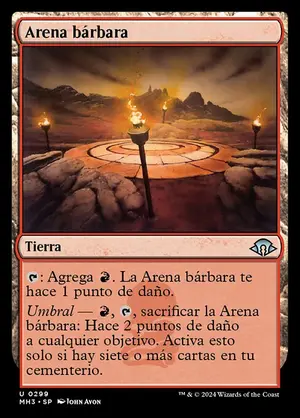 Arena bárbara
Tierra
: Agrega . La Arena bárbara te
hace 1 punto de daño.
Umbral — , , sacrificar la Arena
bárbara: Hace 2 puntos de daño
a cualquier objetivo. Activa esto
solo si hay siete o más cartas en tu
cementerio.
U 0299
MH3 • SP JOHN AVON
™ & © 2024 Wizards of the Coast